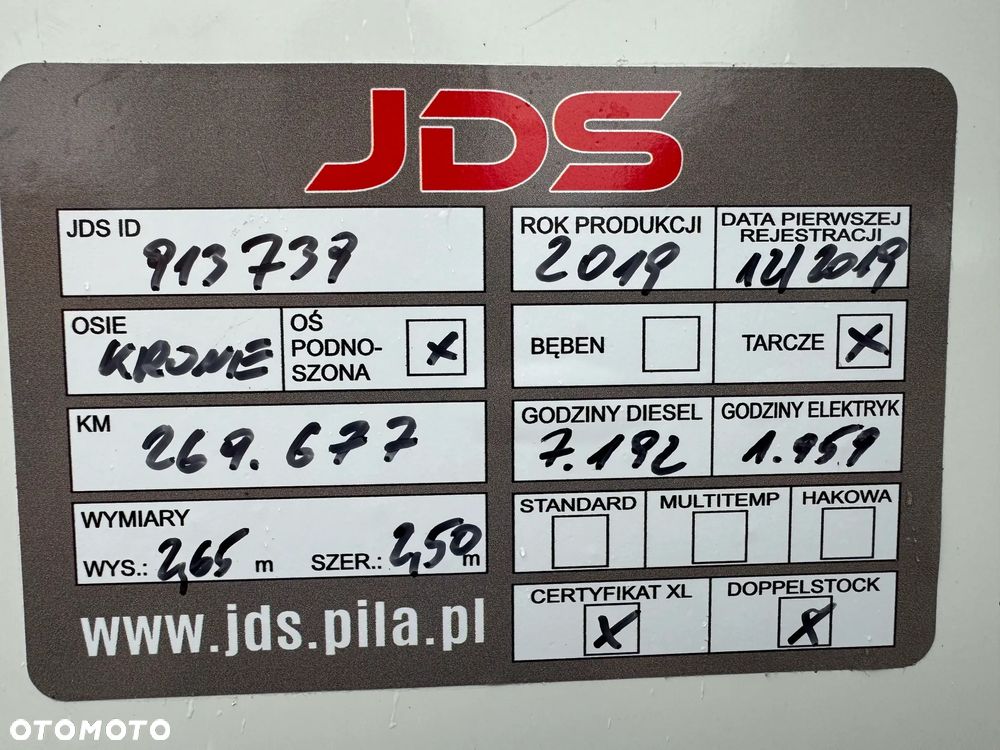 JDS
JDS ID
913739
ROK PRODUKCJI
2019
DATA PIERWSZEJ
REJESTRACJI
12/2019
OSIE
KRONE
OŚ
PODNO-
SZONA
X
BĘBEN
TARCZE
X
KM
269.677
GODZINY DIESEL
7.192
GODZINY ELEKTRYK
1.959
WYMIARY
WYS.: 2,65 m SZER.: 2,50 m
STANDARD
MULTITEMP
HAKOWA
CERTYFIKAT XL
X
DOPPELSTOCK
X
www.jds.pila.pl
OTOMOTO